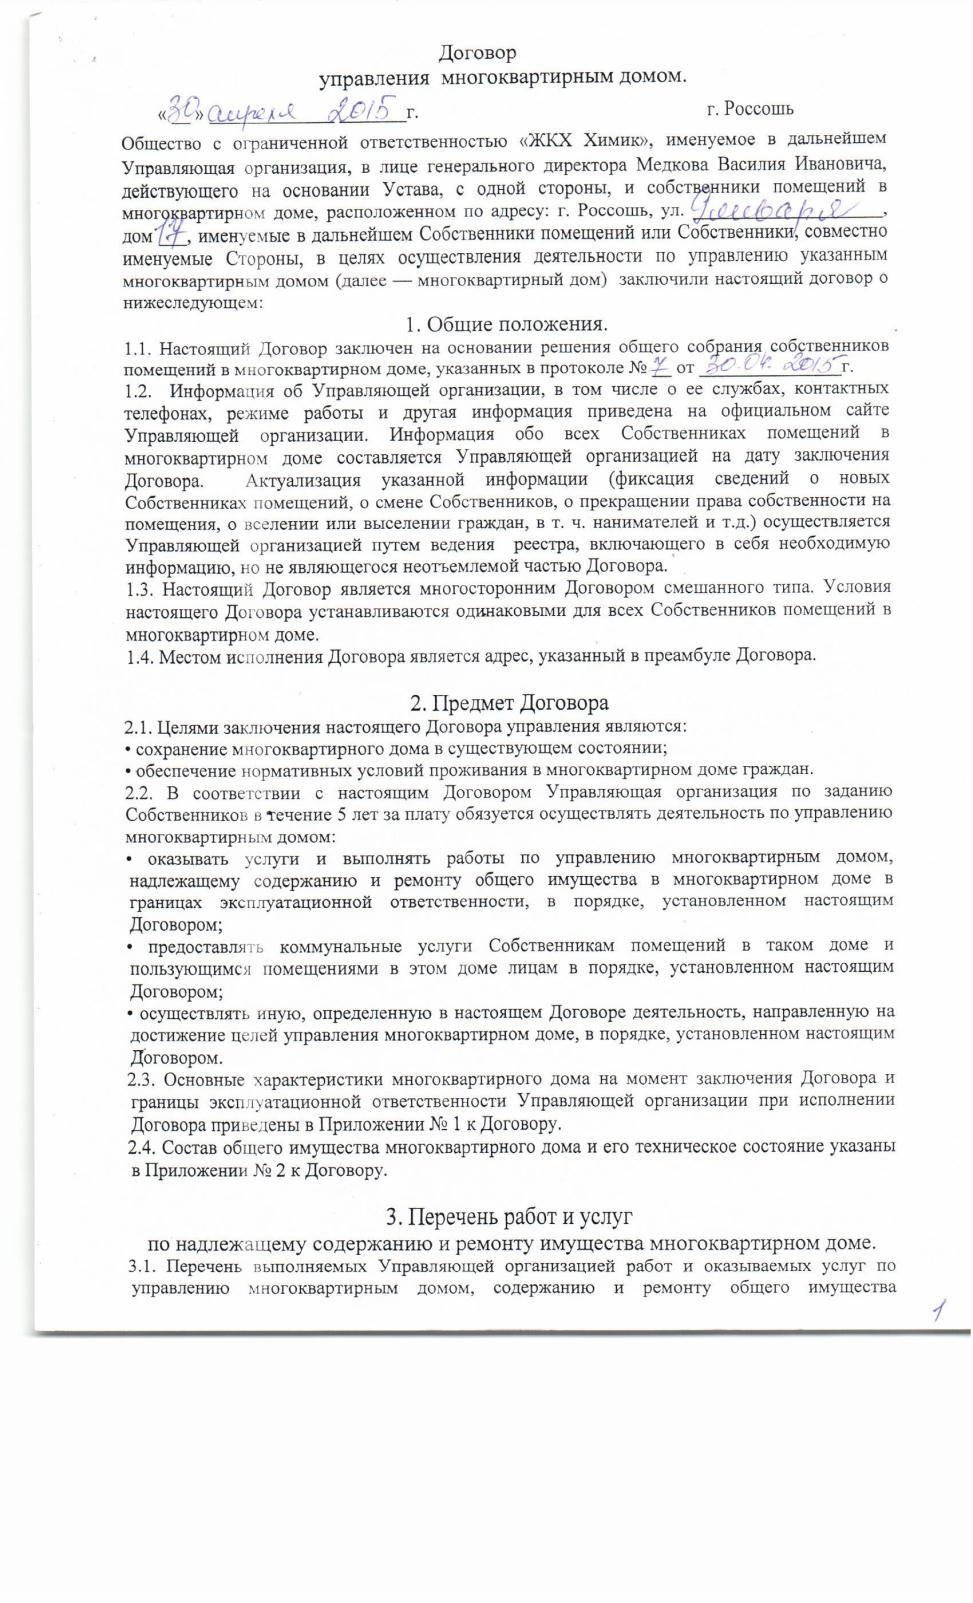 Договор
управления многоквартирным домом.
«30» апреля 2015 г. г. Россошь
Общество с ограниченной ответственностью «ЖКХ Химик», именуемое в дальнейшем
Управляющая организация, в лице генерального директора Медкова Василия Ивановича,
действующего на основании Устава, с одной стороны, и собственники помещений в
многоквартирном доме, расположенном по адресу: г. Россошь, ул. 9 января,
дом 17, именуемые в дальнейшем Собственники помещений или Собственники, совместно
именуемые Стороны, в целях осуществления деятельности по управлению указанным
многоквартирным домом (далее — многоквартирный дом) заключили настоящий договор о
нижеследующем:
1. Общие положения.
1.1. Настоящий Договор заключен на основании решения общего собрания собственников
помещений в многоквартирном доме, указанных в протоколе № 7 от 30.04.2015 г.
1.2. Информация об Управляющей организации, в том числе о ее службах, контактных
телефонах, режиме работы и другая информация приведена на официальном сайте
Управляющей организации. Информация обо всех Собственниках помещений в
многоквартирном доме составляется Управляющей организацией на дату заключения
Договора. Актуализация указанной информации (фиксация сведений о новых
Собственниках помещений, о смене Собственников, о прекращении права собственности на
помещения, о вселении или выселении граждан, в т. ч. нанимателей и т.д.) осуществляется
Управляющей организацией путем ведения реестра, включающего в себя необходимую
информацию, но не являющегося неотъемлемой частью Договора.
1.3. Настоящий Договор является многосторонним Договором смешанного типа. Условия
настоящего Договора устанавливаются одинаковыми для всех Собственников помещений в
многоквартирном доме.
1.4. Местом исполнения Договора является адрес, указанный в преамбуле Договора.
2. Предмет Договора
2.1. Целями заключения настоящего Договора управления являются:
• сохранение многоквартирного дома в существующем состоянии;
• обеспечение нормативных условий проживания в многоквартирном доме граждан.
2.2. В соответствии с настоящим Договором Управляющая организация по заданию
Собственников в течение 5 лет за плату обязуется осуществлять деятельность по управлению
многоквартирным домом:
• оказывать услуги и выполнять работы по управлению многоквартирным домом,
надлежащему содержанию и ремонту общего имущества в многоквартирном доме в
границах эксплуатационной ответственности, в порядке, установленном настоящим
Договором;
• предоставлять коммунальные услуги Собственникам помещений в таком доме и
пользующимся помещениями в этом доме лицам в порядке, установленном настоящим
Договором;
• осуществлять иную, определенную в настоящем Договоре деятельность, направленную на
достижение целей управления многоквартирном доме, в порядке, установленном настоящим
Договором.
2.3. Основные характеристики многоквартирного дома на момент заключения Договора и
границы эксплуатационной ответственности Управляющей организации при исполнении
Договора приведены в Приложении № 1 к Договору.
2.4. Состав общего имущества многоквартирного дома и его техническое состояние указаны
в Приложении № 2 к Договору.
3. Перечень работ и услуг
по надлежащему содержанию и ремонту имущества многоквартирном доме.
3.1. Перечень выполняемых Управляющей организацией работ и оказываемых услуг по
управлению многоквартирным домом, содержанию и ремонту общего имущества
1